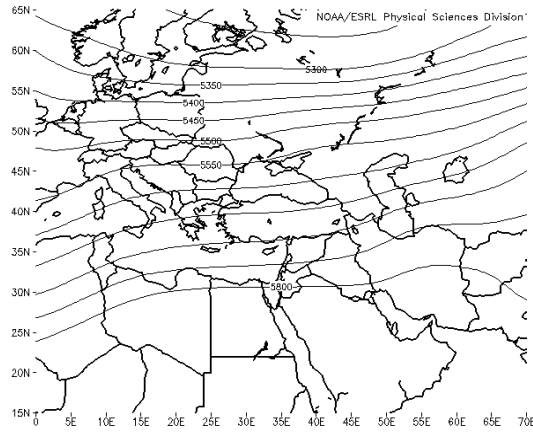 NOAA/ESRL Physical Sciences Division
65N
60N
5300
5350
55N
5400
5450
50N
5500
5550
45N
40N
35N
30N
5800
25N
20N
15N
0 5E 10E 15E 20E 25E 30E 35E 40E 45E 50E 55E 60E 65E 70E